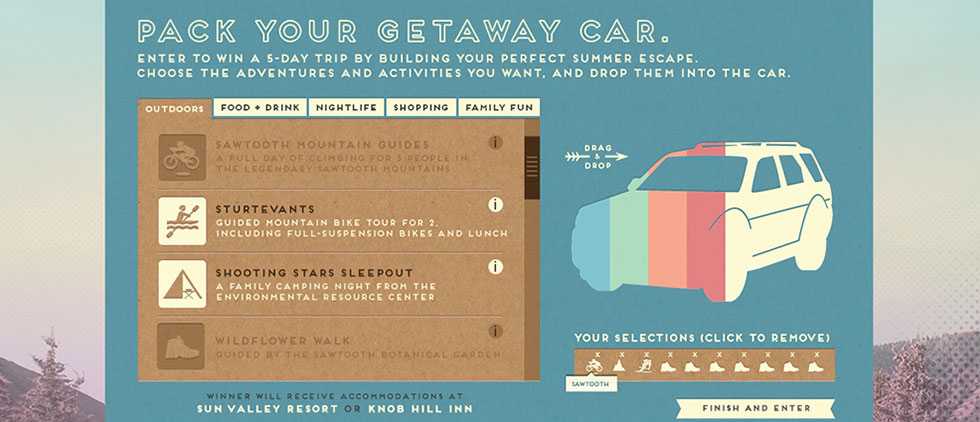 PACK YOUR GETAWAY CAR.
ENTER TO WIN A 5-DAY TRIP BY BUILDING YOUR PERFECT SUMMER ESCAPE.
CHOOSE THE ADVENTURES AND ACTIVITIES YOU WANT, AND DROP THEM INTO THE CAR.
OUTDOORS
FOOD + DRINK
NIGHTLIFE
SHOPPING
FAMILY FUN
SAWTOOTH MOUNTAIN GUIDES
i
A FULL DAY OF CLIMBING FOR 3 PEOPLE IN
THE LEGENDARY SAWTOOTH MOUNTAINS
STURTEVANTS
i
GUIDED MOUNTAIN BIKE TOUR FOR 2,
INCLUDING FULL-SUSPENSION BIKES AND LUNCH
SHOOTING STARS SLEEPOUT
i
A FAMILY CAMPING NIGHT FROM THE
ENVIRONMENTAL RESOURCE CENTER
WILDFLOWER WALK
i
GUIDED BY THE SAWTOOTH BOTANICAL GARDEN
WINNER WILL RECEIVE ACCOMMODATIONS AT
SUN VALLEY RESORT OR KNOB HILL INN
DRAG
&
DROP
YOUR SELECTIONS (CLICK TO REMOVE)
X X X X X X X X X
SAWTOOTH
FINISH AND ENTER